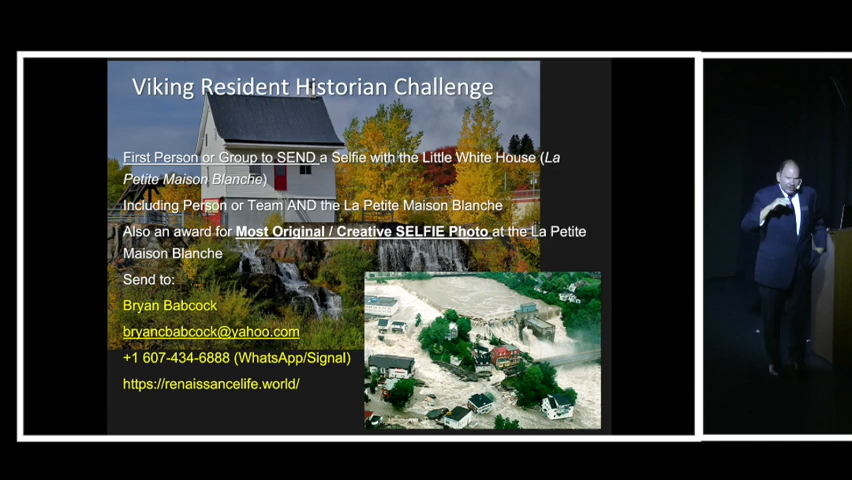 Viking Resident Historian Challenge
First Person or Group to SEND a Selfie with the Little White House (La
Petite Maison Blanche)
Including Person or Team AND the La Petite Maison Blanche
Also an award for Most Original / Creative SELFIE Photo at the La Petite
Maison Blanche
Send to:
Bryan Babcock
bryancbabcock@yahoo.com
+1 607-434-6888 (WhatsApp/Signal)
https://renaissancelife.world/